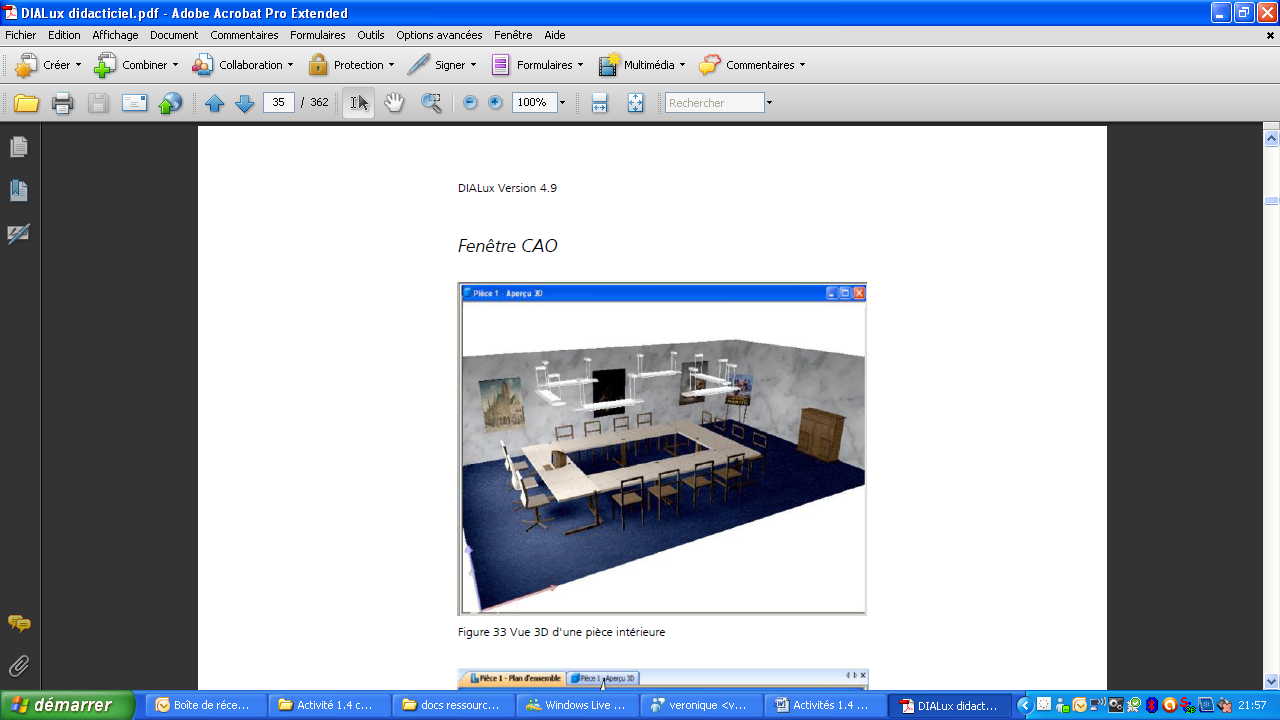 DIALux didacticiel.pdf - Adobe Acrobat Pro Extended
Fichier Edition Affichage Document Commentaires Formulaires Outils Options avancées Fenêtre Aide
Créer Combiner Collaboration Protection Signer Formulaires Multimédia Commentaires
35 / 362 100% Rechercher
DIALux Version 4.9
Fenêtre CAO
Pièce 1 - Aperçu 3D
Figure 33 Vue 3D d'une pièce intérieure
Pièce 1 - Plan d'ensemble Pièce 1 - Aperçu 3D
démarrer Boîte de réce... Activité 1.4 c... docs ressourc... Windows Live ... veronique <v... Activités 1.4 ... DIALux didact... 21:57